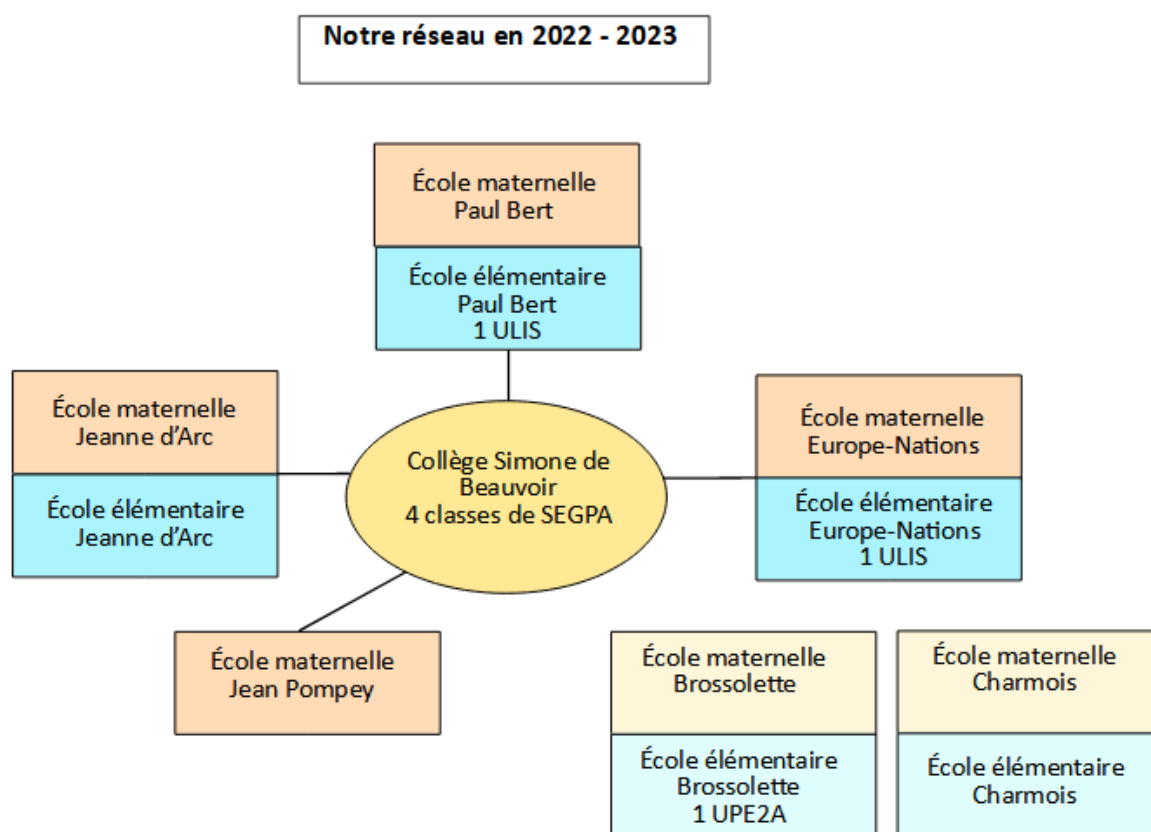 Notre réseau en 2022 - 2023
École maternelle
Paul Bert
École élémentaire
Paul Bert
1 ULIS
École maternelle
Jeanne d’Arc
École élémentaire
Jeanne d’Arc
Collège Simone de
Beauvoir
4 classes de SEGPA
École maternelle
Europe-Nations
École élémentaire
Europe-Nations
1 ULIS
École maternelle
Jean Pompey
École maternelle
Brossolette
École élémentaire
Brossolette
1 UPE2A
École maternelle
Charmois
École élémentaire
Charmois